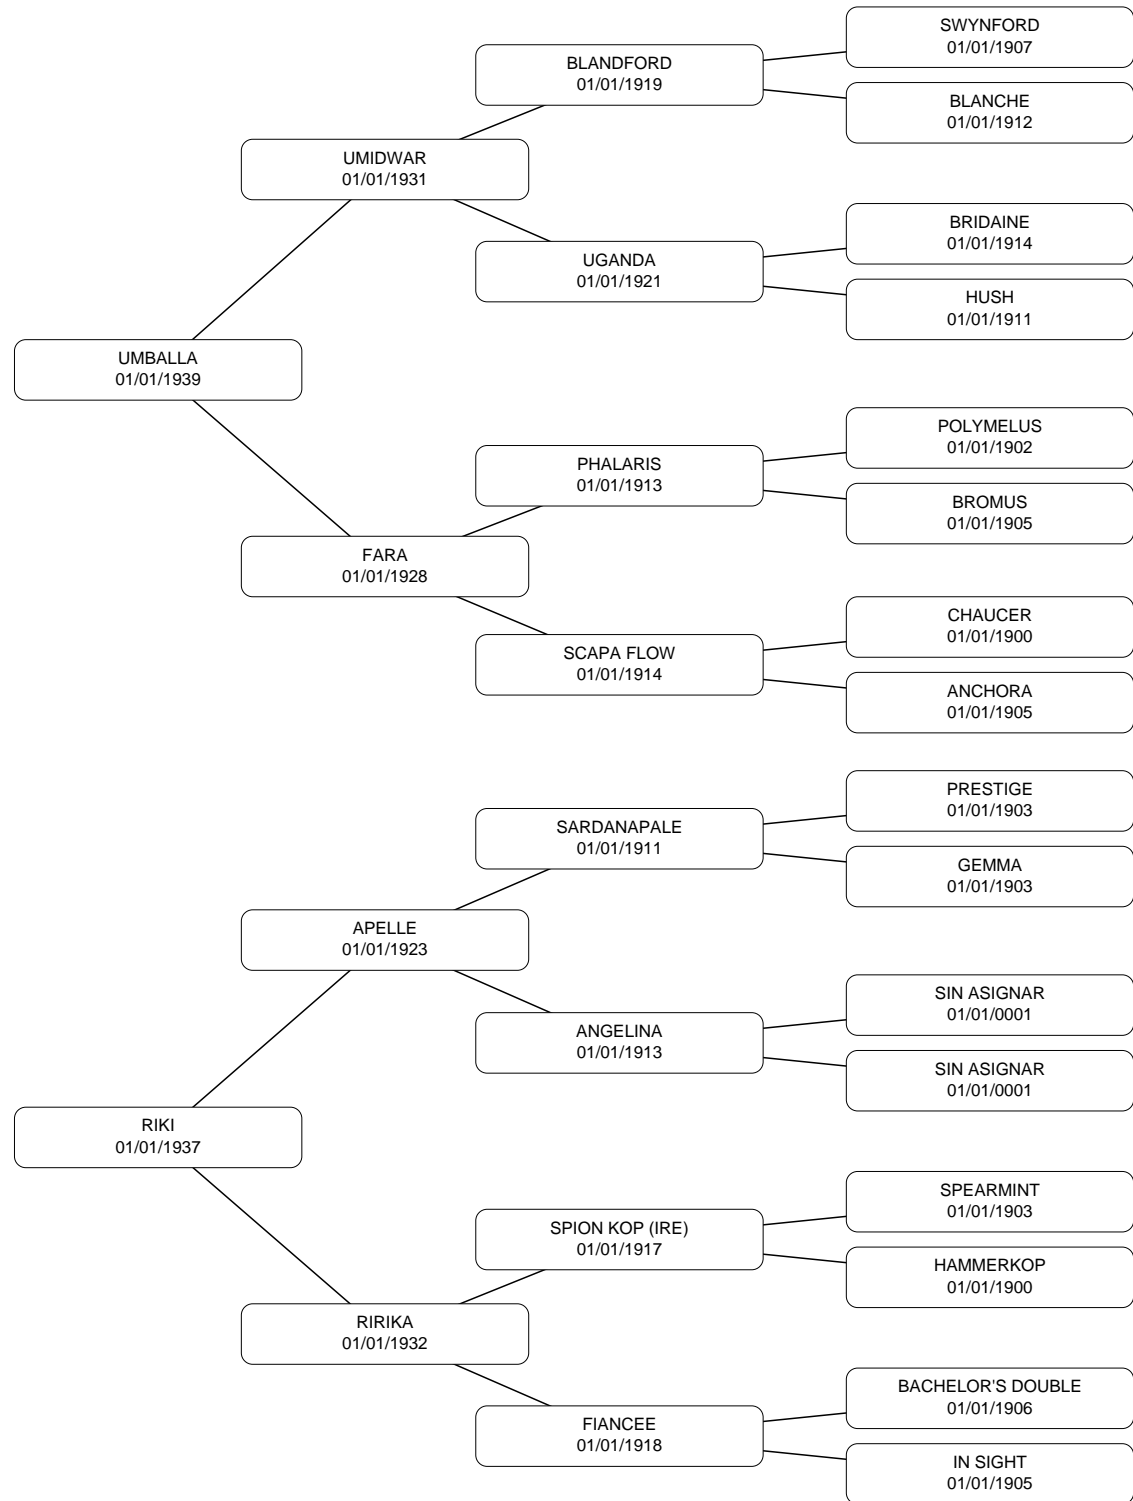 SWYNFORD
01/01/1907
BLANDFORD
01/01/1919
BLANCHE
01/01/1912
UMIDWAR
01/01/1931
BRIDAINE
01/01/1914
UGANDA
01/01/1921
HUSH
01/01/1911
UMBALLA
01/01/1939
POLYMELUS
01/01/1902
PHALARIS
01/01/1913
BROMUS
01/01/1905
FARA
01/01/1928
CHAUCER
01/01/1900
SCAPA FLOW
01/01/1914
ANCHORA
01/01/1905
PRESTIGE
01/01/1903
SARDANAPALE
01/01/1911
GEMMA
01/01/1903
APELLE
01/01/1923
SIN ASIGNAR
01/01/0001
ANGELINA
01/01/1913
SIN ASIGNAR
01/01/0001
RIKI
01/01/1937
SPEARMINT
01/01/1903
SPION KOP (IRE)
01/01/1917
HAMMERKOP
01/01/1900
RIRIKA
01/01/1932
BACHELOR'S DOUBLE
01/01/1906
FIANCEE
01/01/1918
IN SIGHT
01/01/1905